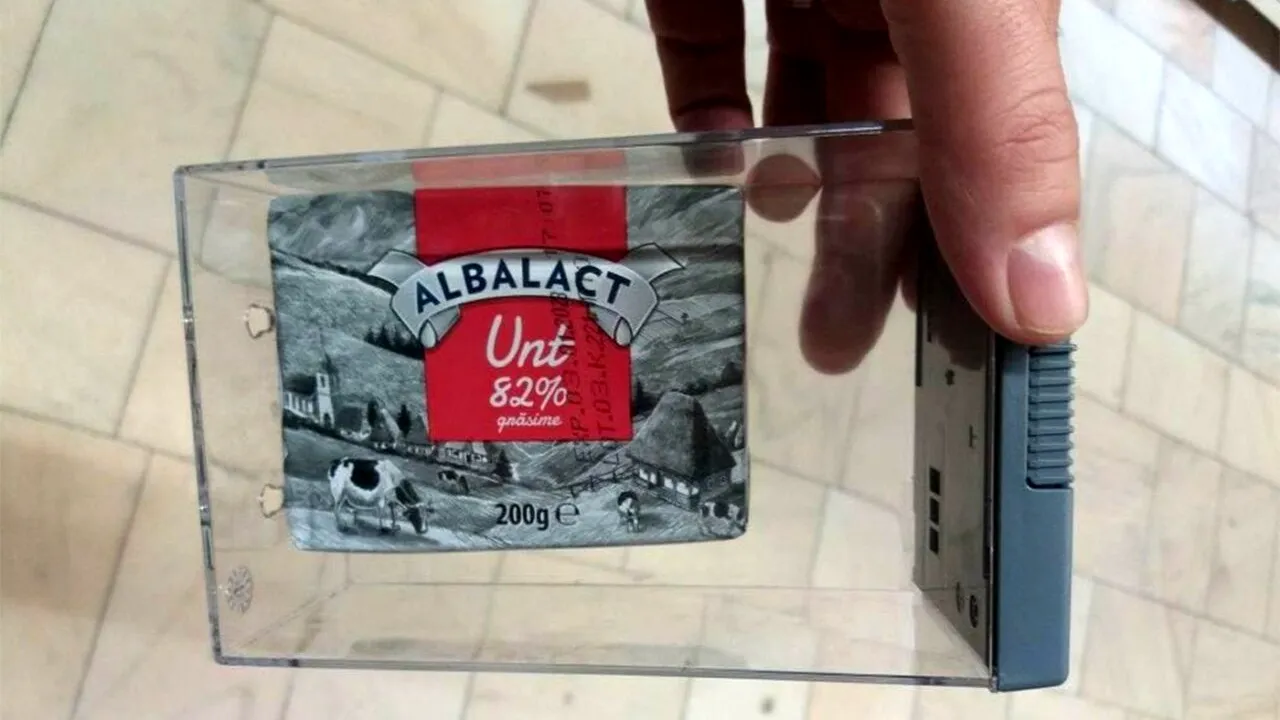 ALBALACT
Unt
82%
grăsime
200g ℮